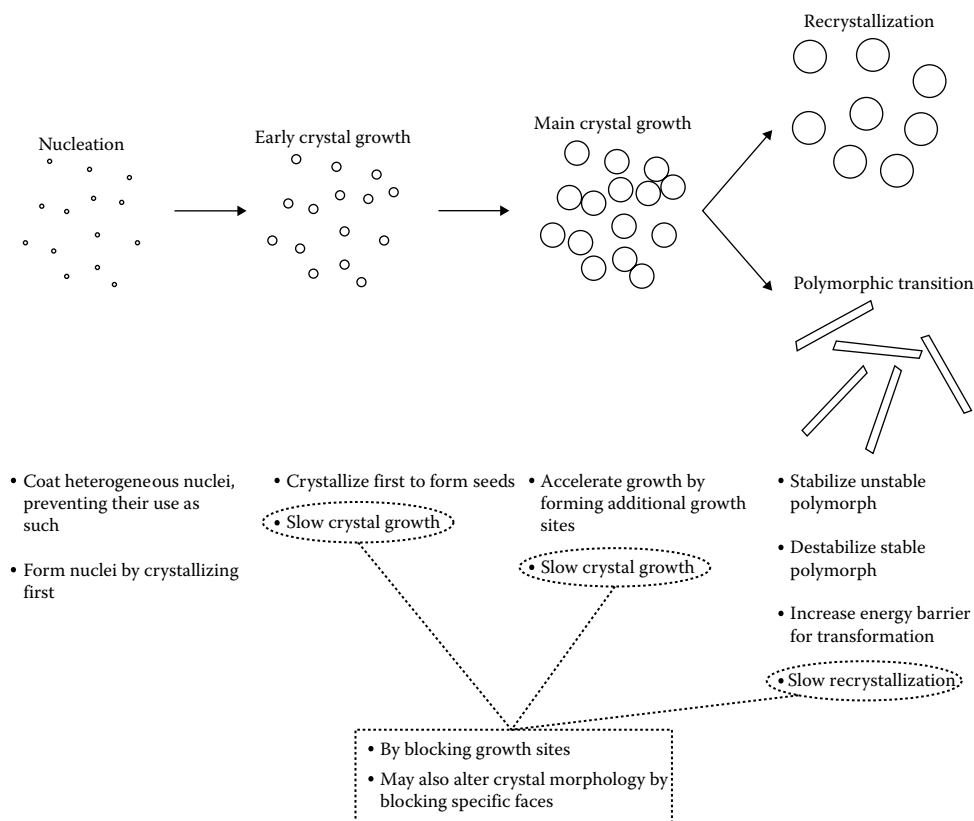 Recrystallization
Nucleation
Early crystal growth
Main crystal growth
Polymorphic transition
• Coat heterogeneous nuclei,
preventing their use as
such
• Form nuclei by crystallizing
first
• Crystallize first to form seeds
• Slow crystal growth
• Accelerate growth by
forming additional growth
sites
• Slow crystal growth
• Stabilize unstable
polymorph
• Destabilize stable
polymorph
• Increase energy barrier
for transformation
• Slow recrystallization
• By blocking growth sites
• May also alter crystal morphology by
blocking specific faces